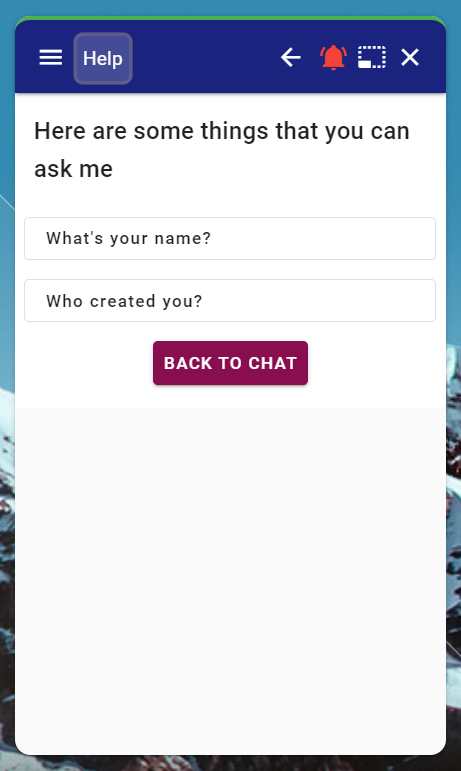 Help
Here are some things that you can
ask me
What's your name?
Who created you?
BACK TO CHAT